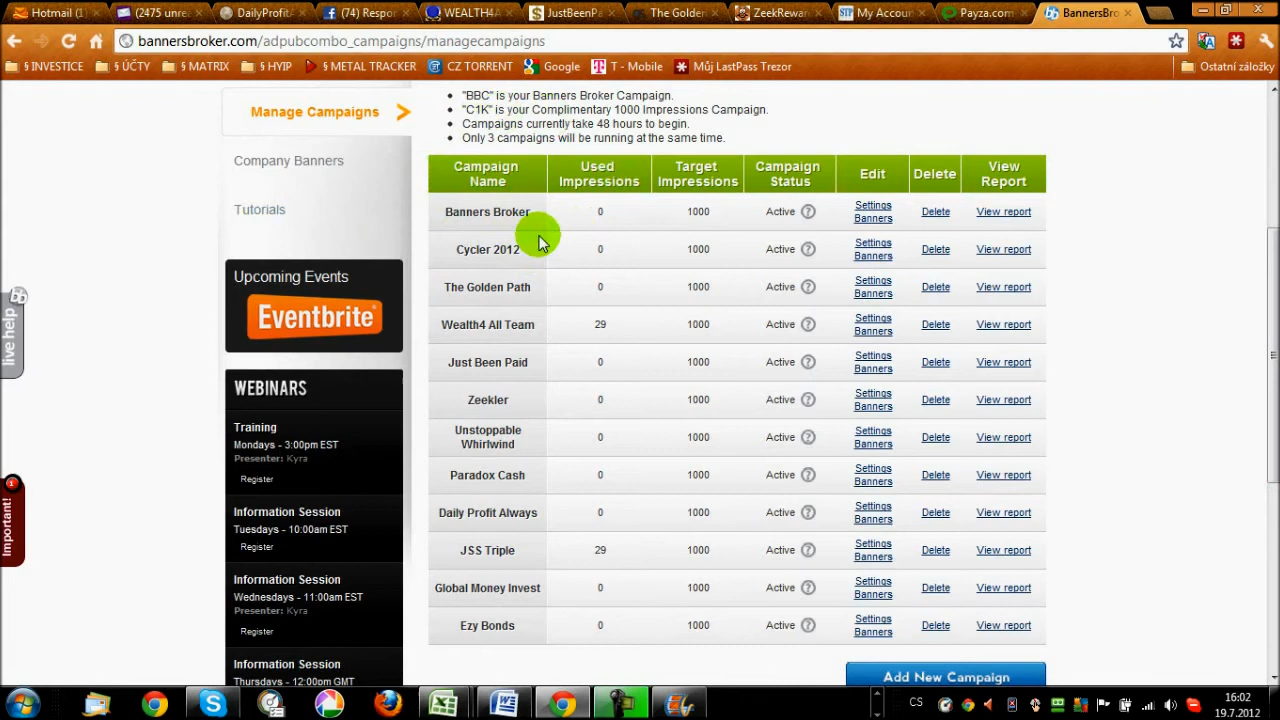 Hotmail (1)
(2475 unre
DailyProfitA
(74) Respor
WEALTH4A
JustBeenPa
The Golden
ZeekRewar
My Accoun
Payza.com
BannersBro
bannersbroker.com/adpubcombo_campaigns/managecampaigns
§ INVESTICE
§ ÚČTY
§ MATRIX
§ HYIP
§ METAL TRACKER
CZ TORRENT
Google
T - Mobile
Můj LastPass Trezor
Ostatní záložky
Manage Campaigns
Company Banners
Tutorials
Upcoming Events
Eventbrite
WEBINARS
Training
Mondays - 3:00pm EST
Presenter: Kyra
Register
Information Session
Tuesdays - 10:00am EST
Register
Information Session
Wednesdays - 11:00am EST
Presenter: Kyra
Register
Information Session
Thursdays - 12:00pm GMT
live help
Important!
1
"BBC" is your Banners Broker Campaign.
"C1K" is your Complimentary 1000 Impressions Campaign.
Campaigns currently take 48 hours to begin.
Only 3 campaigns will be running at the same time.
Campaign Name Used Impressions Target Impressions Campaign Status Edit Delete View Report
Banners Broker 0 1000 Active ? Settings Banners Delete View report
Cycler 2012 0 1000 Active ? Settings Banners Delete View report
The Golden Path 0 1000 Active ? Settings Banners Delete View report
Wealth4 All Team 29 1000 Active ? Settings Banners Delete View report
Just Been Paid 0 1000 Active ? Settings Banners Delete View report
Zeekler 0 1000 Active ? Settings Banners Delete View report
Unstoppable Whirlwind 0 1000 Active ? Settings Banners Delete View report
Paradox Cash 0 1000 Active ? Settings Banners Delete View report
Daily Profit Always 0 1000 Active ? Settings Banners Delete View report
JSS Triple 29 1000 Active ? Settings Banners Delete View report
Global Money Invest 0 1000 Active ? Settings Banners Delete View report
Ezy Bonds 0 1000 Active ? Settings Banners Delete View report
Add New Campaign
CS
16:02
19.7.2012